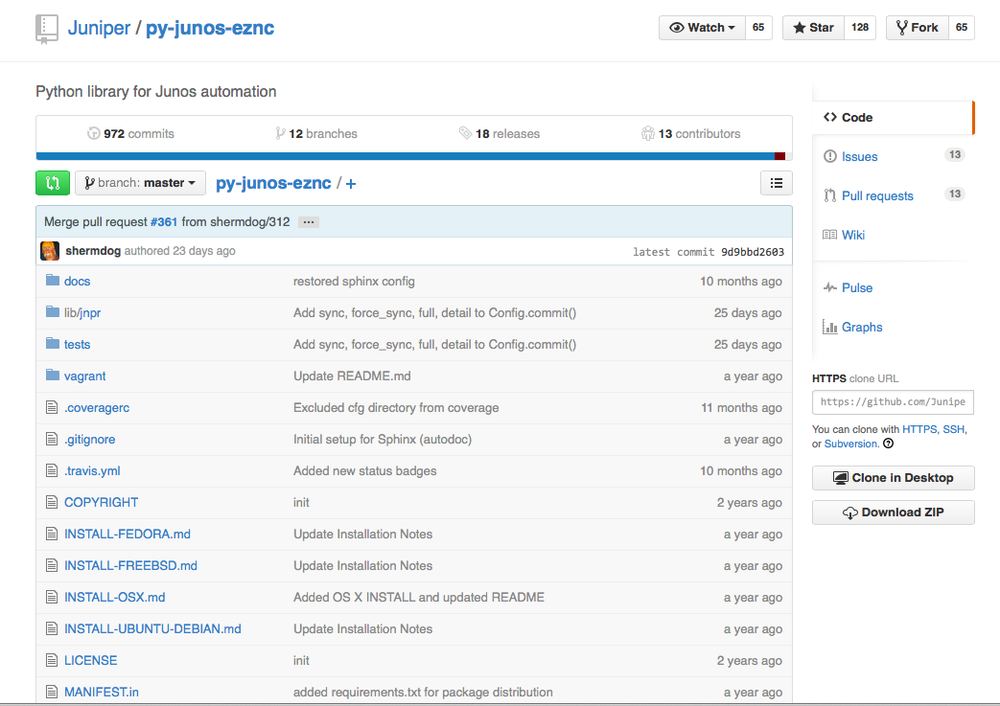 Juniper / py-junos-eznc
Watch 65 Star 128 Fork 65
Python library for Junos automation
972 commits 12 branches 18 releases 13 contributors
branch: master py-junos-eznc / +
Merge pull request #361 from shermdog/312 ...
shermdog authored 23 days ago latest commit 9d9bbd2603
docs restored sphinx config 10 months ago
lib/jnpr Add sync, force_sync, full, detail to Config.commit() 25 days ago
tests Add sync, force_sync, full, detail to Config.commit() 25 days ago
vagrant Update README.md a year ago
.coveragerc Excluded cfg directory from coverage 11 months ago
.gitignore Initial setup for Sphinx (autodoc) a year ago
.travis.yml Added new status badges 10 months ago
COPYRIGHT init 2 years ago
INSTALL-FEDORA.md Update Installation Notes a year ago
INSTALL-FREEBSD.md Update Installation Notes a year ago
INSTALL-OSX.md Added OS X INSTALL and updated README a year ago
INSTALL-UBUNTU-DEBIAN.md Update Installation Notes a year ago
LICENSE init 2 years ago
MANIFEST.in added requirements.txt for package distribution a year ago
Code
Issues 13
Pull requests 13
Wiki
Pulse
Graphs
HTTPS clone URL
https://github.com/Junipe
You can clone with HTTPS, SSH,
or Subversion.
Clone in Desktop
Download ZIP